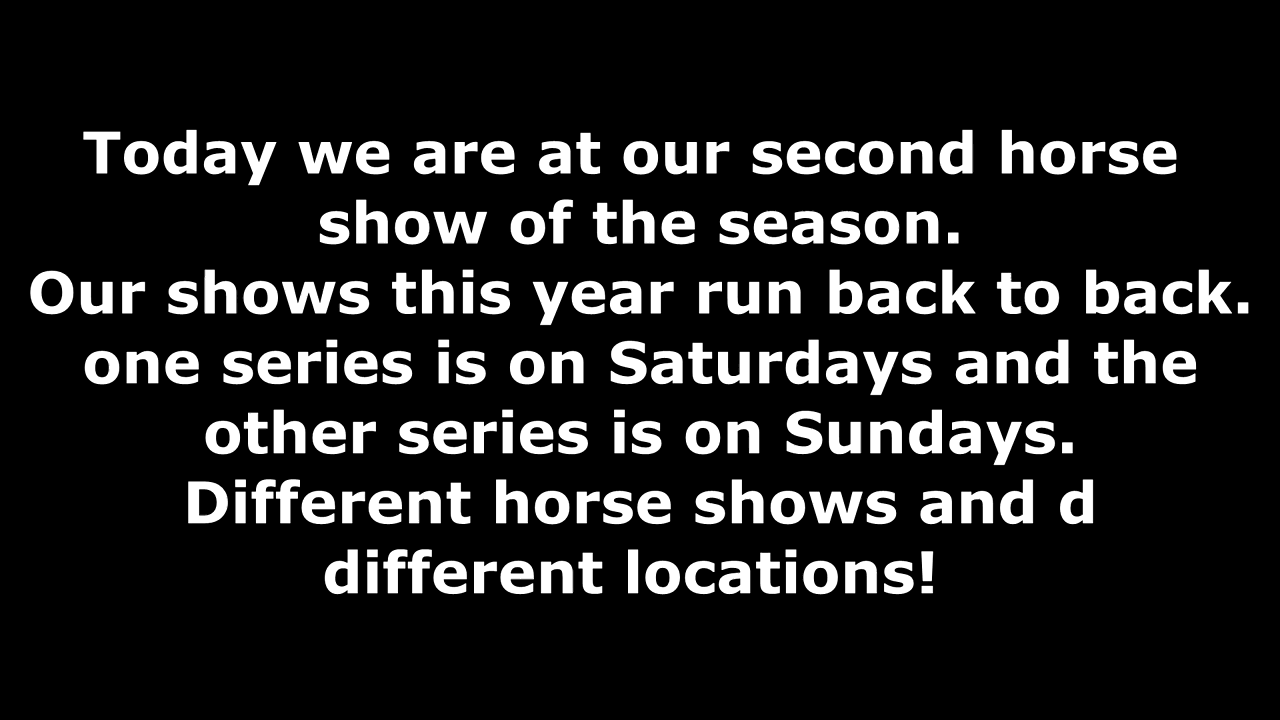 Today we are at our second horse
show of the season.
Our shows this year run back to back.
one series is on Saturdays and the
other series is on Sundays.
Different horse shows and d
different locations!